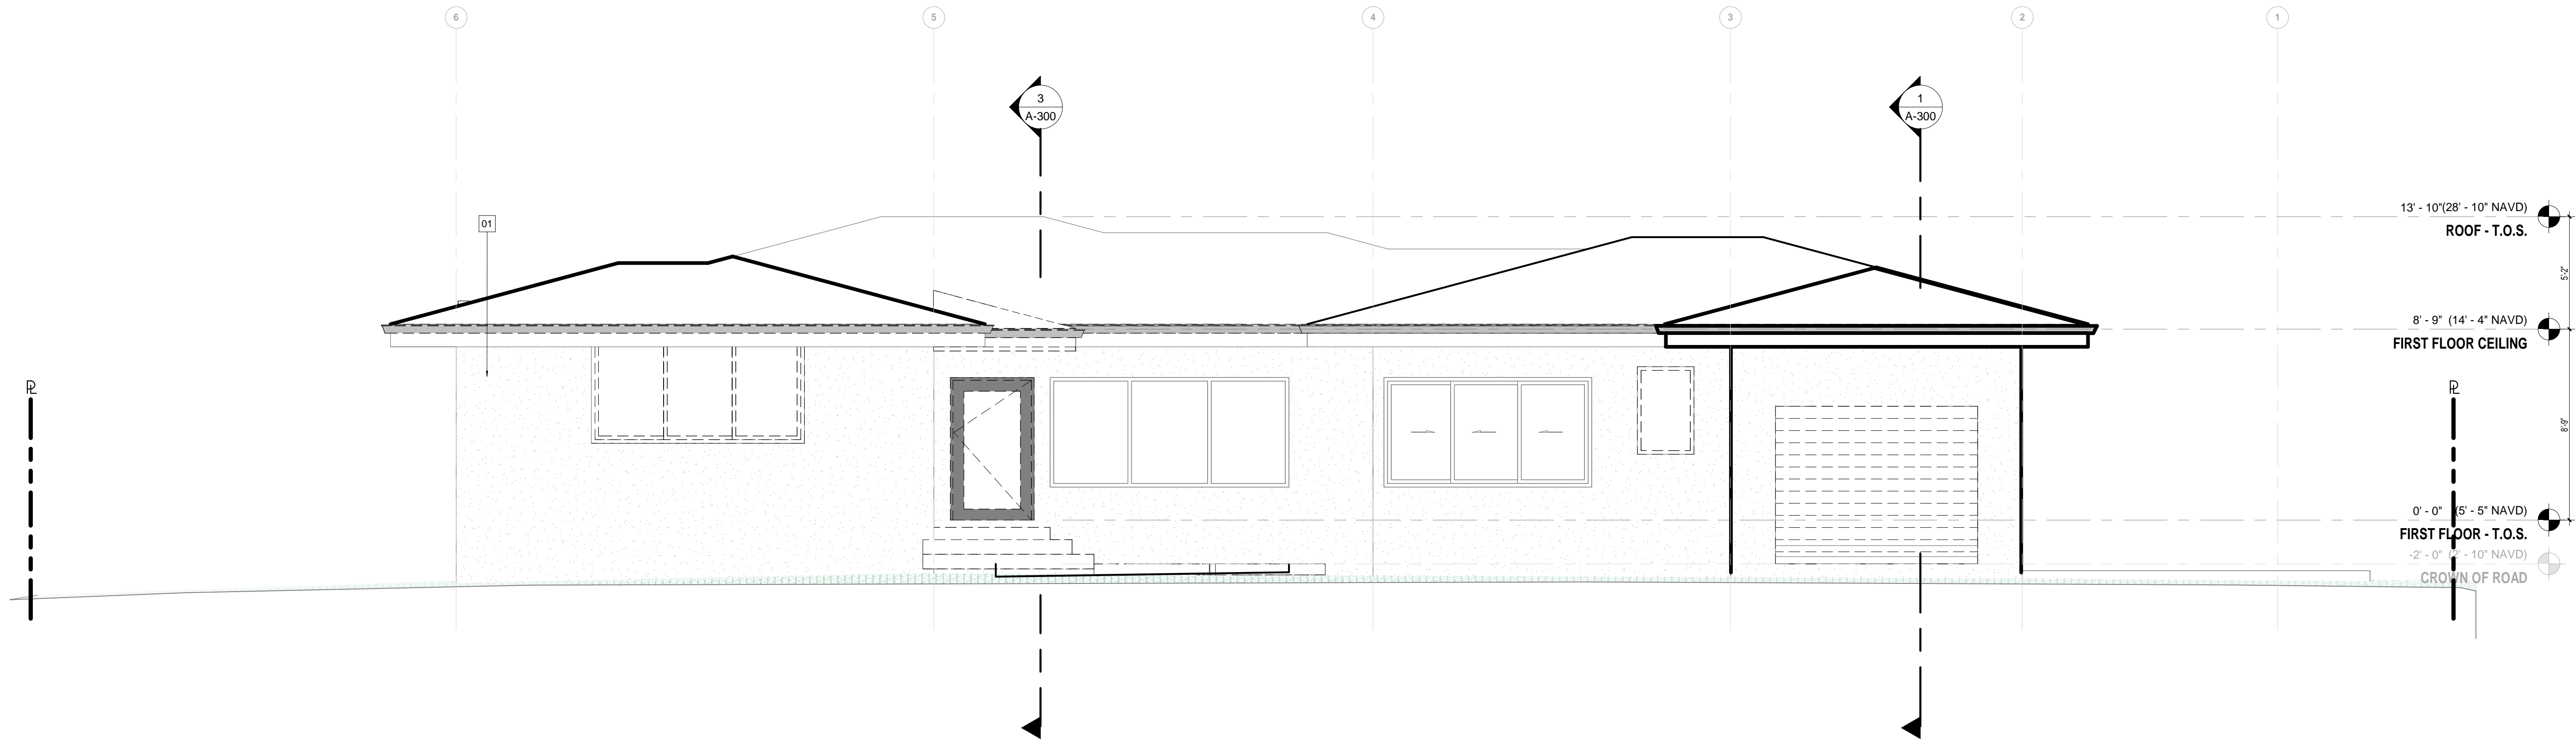 6
5
4
3
2
1
3
A-300
1
A-300
01
13' - 10"(28' - 10" NAVD)
ROOF - T.O.S.
5'-2"
8' - 9" (14' - 4" NAVD)
FIRST FLOOR CEILING
PL
PL
8'-9"
0' - 0" (5' - 5" NAVD)
FIRST FLOOR - T.O.S.
-2' - 0" (2' - 10" NAVD)
CROWN OF ROAD